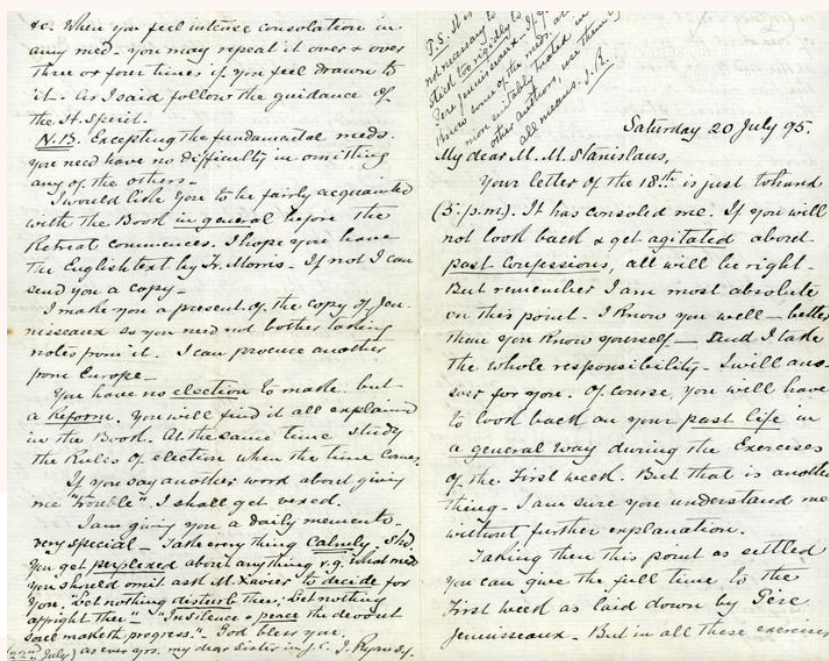 &c. When you feel intense consolation in
any med. you may repeat it over & over
three or four times if you feel drawn to
it. As I said follow the guidance of
the H. Spirit.
N.B. Excepting the fundamental meds.
you need have no difficulty in omitting
any of the others.
I would like you to be fairly acquainted
with the Book in general before the
Retreat commences. I hope you have
the English text by Fr. Morris. If not I can
send you a copy.
I make you a present of the copy of Jen-
nisseaux so you need not bother taking
notes from it. I can procure another
from Europe.
You have no election to make but
a Reform. You will find it all explained
in the Book. At the same time study
the Rules of election when the time comes
If you say another word about giving
me "trouble" I shall get vexed.
I am giving you a daily memento.
very special — Take everything Calmly Shd.
you get perplexed about anything v.g. what med
you should omit ask M. Xavier to decide for
you. "Let nothing disturb thee; Let nothing
affright thee" — "In silence & peace the devout
soul maketh progress." — God bless you.
(22nd July) as ever yrs. my dear Sister in J.C. J. Ryan S.J.
P.S. It is
not necessary to
stick too rigidly to
Père Jennisseaux. If
know some of the meds. are
more suitably treated in
other authors, use them by
all means. J.R.
Saturday 20 July 95.
My dear M. M. Stanislaus,
Your letter of the 18th is just to hand
(5. p.m.). It has consoled me. If you will
not look back & get agitated about
past Confessions, all will be right.
But remember I am most absolute
on this point. I know you well — better
than you know yourself — And I take
the whole responsibility. I will ans-
wer for you. Of course, you will have
to look back on your past life in
a general way during the Exercises
of the First week. But that is another
thing. I am sure you understand me
without further explanation.
Taking then this point as settled
you can give the full time to the
First week as laid down by Père
Jennisseaux. But in all these exercises